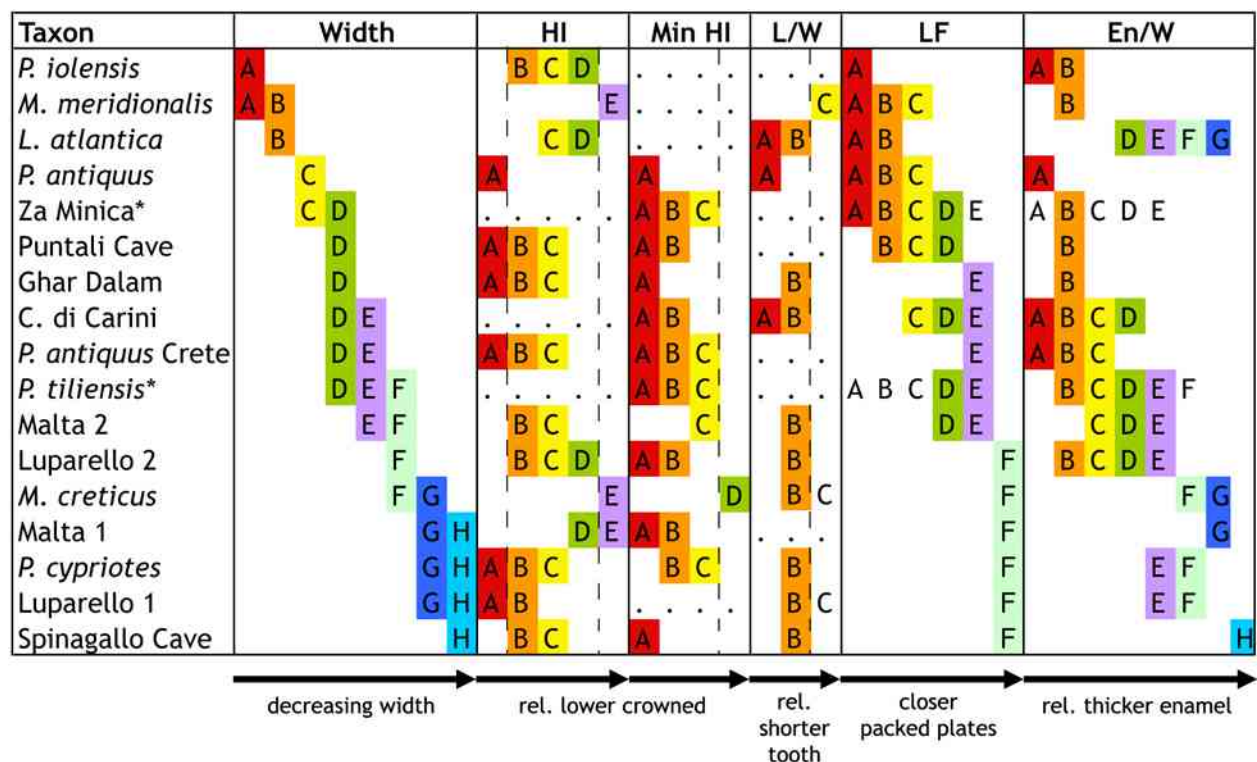 Taxon Width HI Min HI L/W LF En/W
P. iolensis A B C D . . . . . . . A A B
M. meridionalis A B E . . . . C A B C B
L. atlantica B C D . . . . A B A B D E F G
P. antiquus C A A A A B C A
Za Minica* C D . . . . . A B C . . . A B C D E A B C D E
Puntali Cave D A B C A B . . . B C D B
Ghar Dalam D A B C A B E B
C. di Carini D E . . . . . A B A B C D E A B C D
P. antiquus Crete D E A B C A B C . . . E A B C
P. tiliensis* D E F . . . . . A B C . . . A B C D E B C D E F
Malta 2 E F B C C B D E C D E
Luparello 2 F B C D A B B F B C D E
M. creticus F G E D B C F F G
Malta 1 G H D E A B . . . F G
P. cypriotes G H A B C B C B F E F
Luparello 1 G H A B . . . . B C F E F
Spinagallo Cave H B C A B F H
decreasing width rel. lower crowned rel. closer rel. thicker enamel
shorter packed plates
tooth